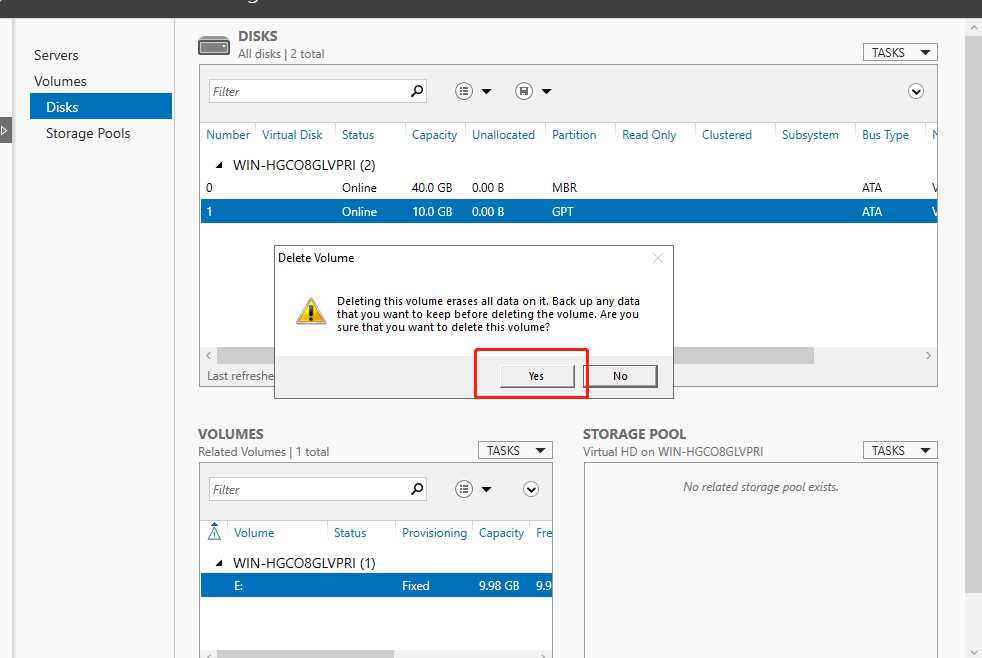 Servers
Volumes
Disks
Storage Pools
DISKS
All disks | 2 total
TASKS
Filter
Number Virtual Disk Status Capacity Unallocated Partition Read Only Clustered Subsystem Bus Type
WIN-HGCO8GLVPRI (2)
0 Online 40.0 GB 0.00 B MBR ATA
1 Online 10.0 GB 0.00 B GPT ATA
Delete Volume
Deleting this volume erases all data on it. Back up any data
that you want to keep before deleting the volume. Are you
sure that you want to delete this volume?
Yes No
Last refreshe
VOLUMES
Related Volumes | 1 total
TASKS
Filter
Volume Status Provisioning Capacity Fre
WIN-HGCO8GLVPRI (1)
E: Fixed 9.98 GB 9.9
STORAGE POOL
Virtual HD on WIN-HGCO8GLVPRI
TASKS
No related storage pool exists.